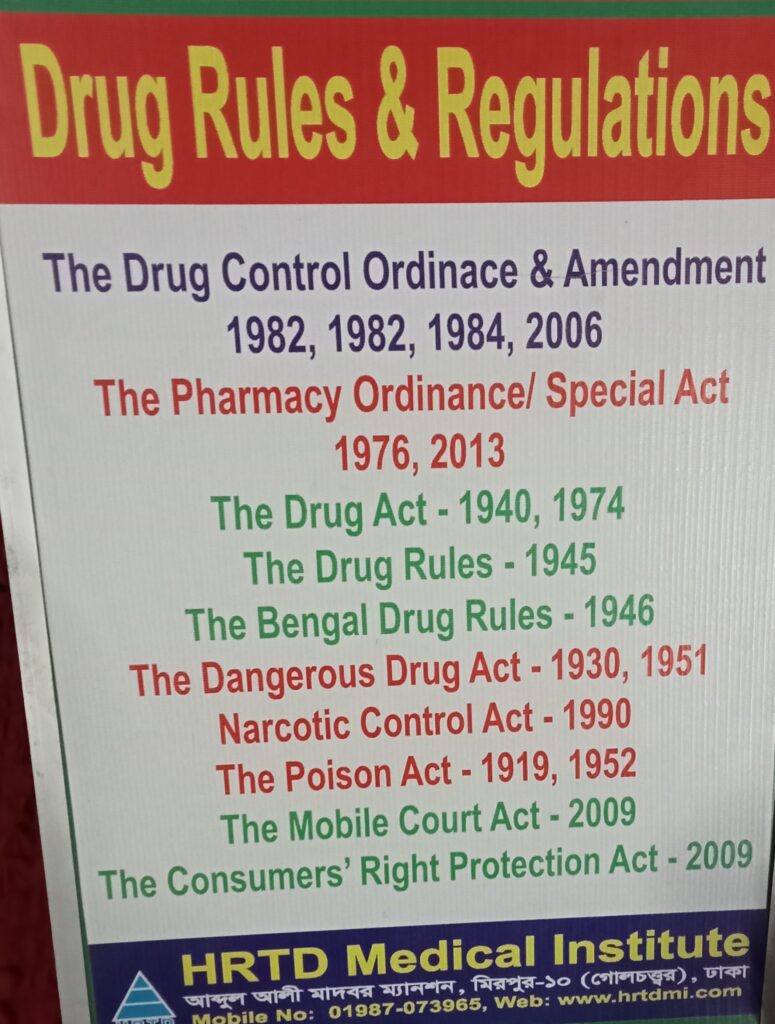 Drug Rules & Regulations
The Drug Control Ordinace & Amendment
1982, 1982, 1984, 2006
The Pharmacy Ordinance/ Special Act
1976, 2013
The Drug Act - 1940, 1974
The Drug Rules - 1945
The Bengal Drug Rules - 1946
The Dangerous Drug Act - 1930, 1951
Narcotic Control Act - 1990
The Poison Act - 1919, 1952
The Mobile Court Act - 2009
The Consumers’ Right Protection Act - 2009
HRTD Medical Institute
আব্দুল আলী মাদবর ম্যানশন, মিরপুর-১০ (গোলচত্ত্বর), ঢাকা
Mobile No: 01987-073965, Web: www.hrtdmi.com